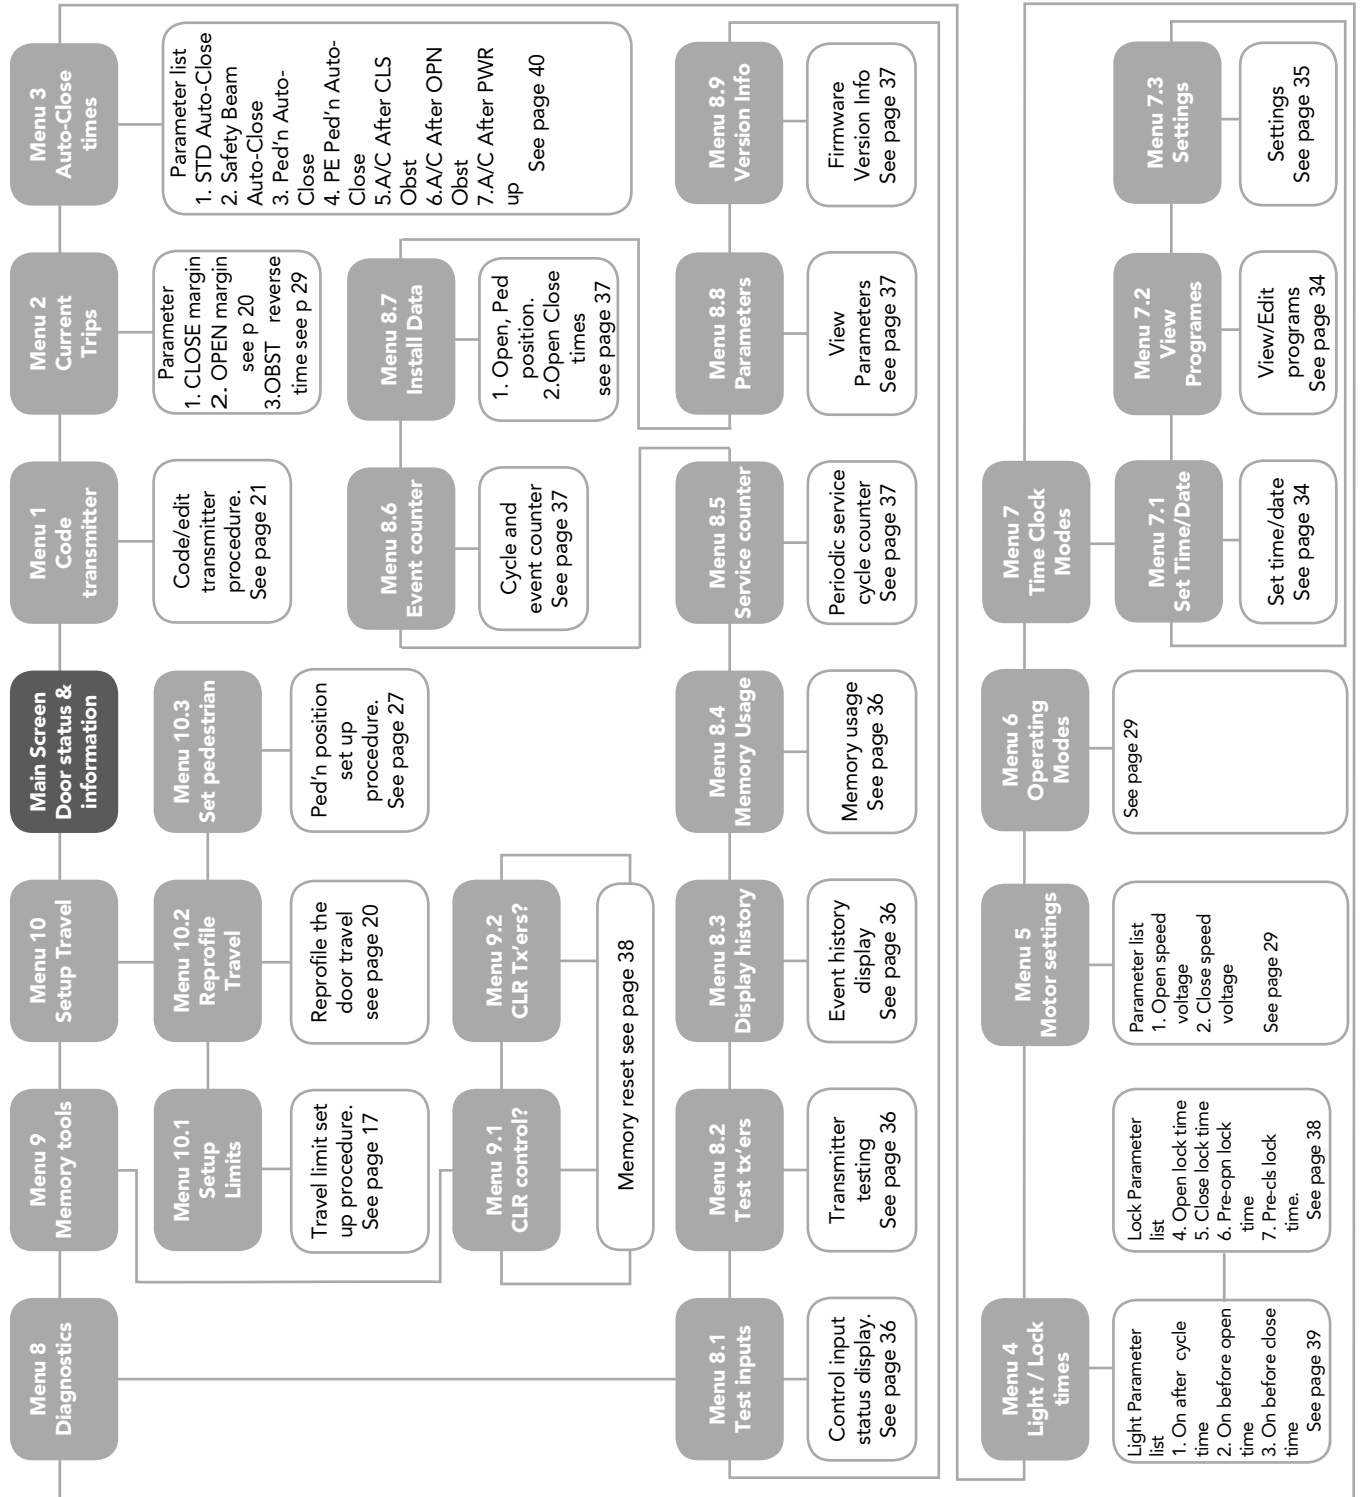 Menu 8
Diagnostics
Menu 9
Memory tools
Menu 10
Setup Travel
Main Screen
Door status &
information
Menu 1
Code
transmitter
Menu 2
Current
Trips
Menu 3
Auto-Close
times
Menu 10.1
Setup
Limits
Menu 10.2
Reprofile
Travel
Menu 10.3
Set pedestrian
Code/edit
transmitter
procedure.
See page 21
Parameter
1. CLOSE margin
2. OPEN margin
see p 20
3.OBST reverse
time see p 29
Parameter list
1. STD Auto-Close
2. Safety Beam
Auto-Close
3. Ped'n Auto-
Close
4. PE Ped'n Auto-
Close
5.A/C After CLS
Obst
6.A/C After OPN
Obst
7.A/C After PWR
up
See page 40
Travel limit set
up procedure.
See page 17
Reprofile the
door travel
see page 20
Ped'n position
set up
procedure.
See page 27
Menu 8.6
Event counter
Menu 8.7
Install Data
Menu 9.1
CLR control?
Menu 9.2
CLR Tx'ers?
Cycle and
event counter
See page 37
1. Open, Ped
position.
2.Open Close
times
see page 37
Memory reset see page 38
Menu 8.1
Test inputs
Menu 8.2
Test tx'ers
Menu 8.3
Display history
Menu 8.4
Memory Usage
Menu 8.5
Service counter
Menu 8.8
Parameters
Menu 8.9
Version Info
Control input
status display.
See page 36
Transmitter
testing
See page 36
Event history
display
See page 36
Memory usage
See page 36
Periodic service
cycle counter
See page 37
View
Parameters
See page 37
Firmware
Version Info
See page 37
Menu 4
Light / Lock
times
Menu 5
Motor settings
Menu 6
Operating
Modes
Menu 7
Time Clock
Modes
Light Parameter
list
1. On after cycle
time
2. On before open
time
3. On before close
time
See page 39
Lock Parameter
list
4. Open lock time
5. Close lock time
6. Pre-opn lock
time
7. Pre-cls lock
time.
See page 38
Parameter list
1. Open speed
voltage
2. Close speed
voltage
See page 29
See page 29
Menu 7.1
Set Time/Date
Menu 7.2
View
Programes
Menu 7.3
Settings
Set time/date
See page 34
View/Edit
programs
See page 34
Settings
See page 35